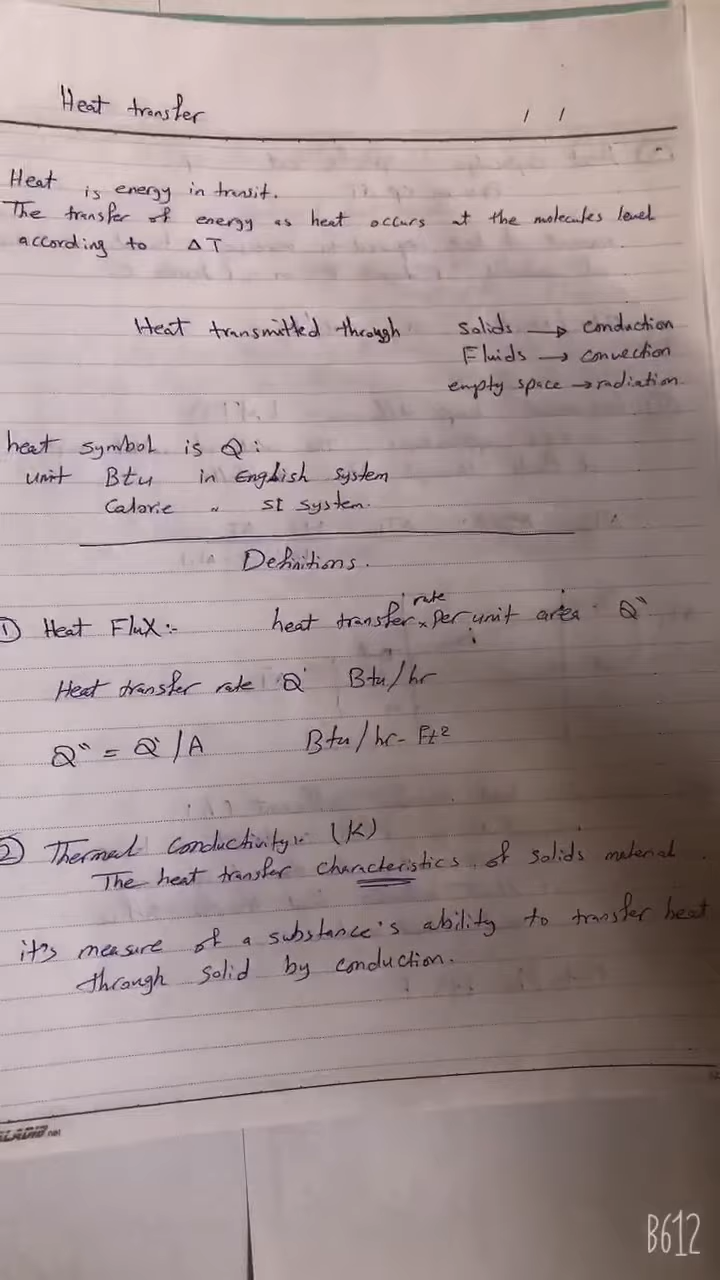 Heat transfer / /
Heat is energy in transit.
The transfer of energy as heat occurs at the molecules level
according to ΔT
Heat transmitted through solids → conduction
Fluids → convection
empty space → radiation
heat symbol is Q :
unit Btu in English system
Calorie " SI system.
Definitions.
① Heat Flux :- heat transfer rate per unit area Q"
Heat transfer rate Q̇ Btu/hr
Q" = Q̇/A Btu/hr-Ft²
② Thermal Conductivity :- (K)
The heat transfer characteristics of solids material.
it's measure of a substance's ability to transfer heat
through solid by conduction.
B612